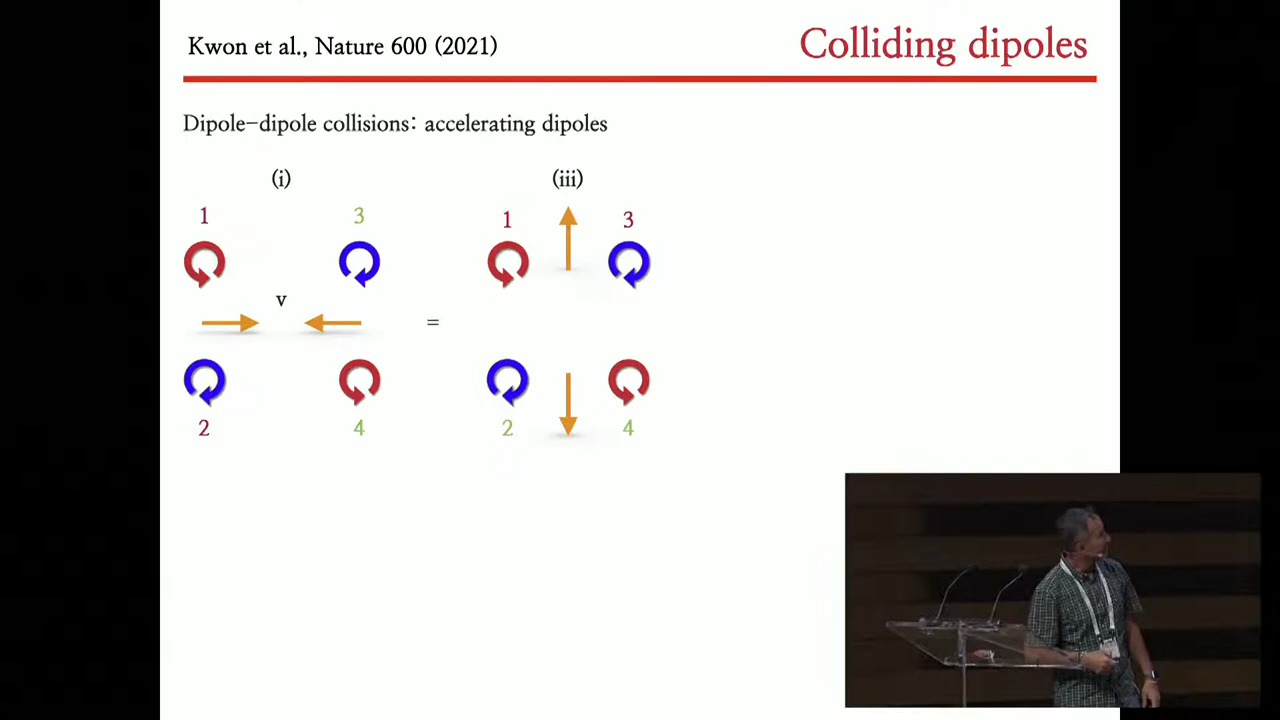 Kwon et al., Nature 600 (2021)
Colliding dipoles
Dipole-dipole collisions: accelerating dipoles
(i)
(iii)
1
3
1
3
v
=
2
4
2
4